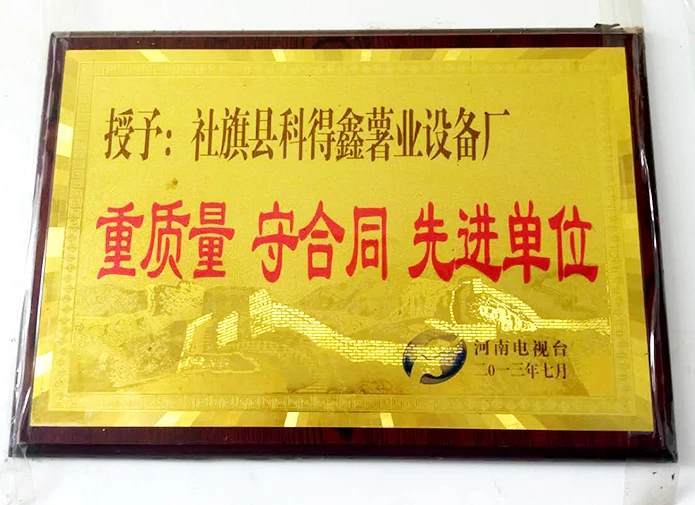 授予：社旗县科得鑫薯业设备厂
重质量 守合同 先进单位
河南电视台
二〇一三年七月